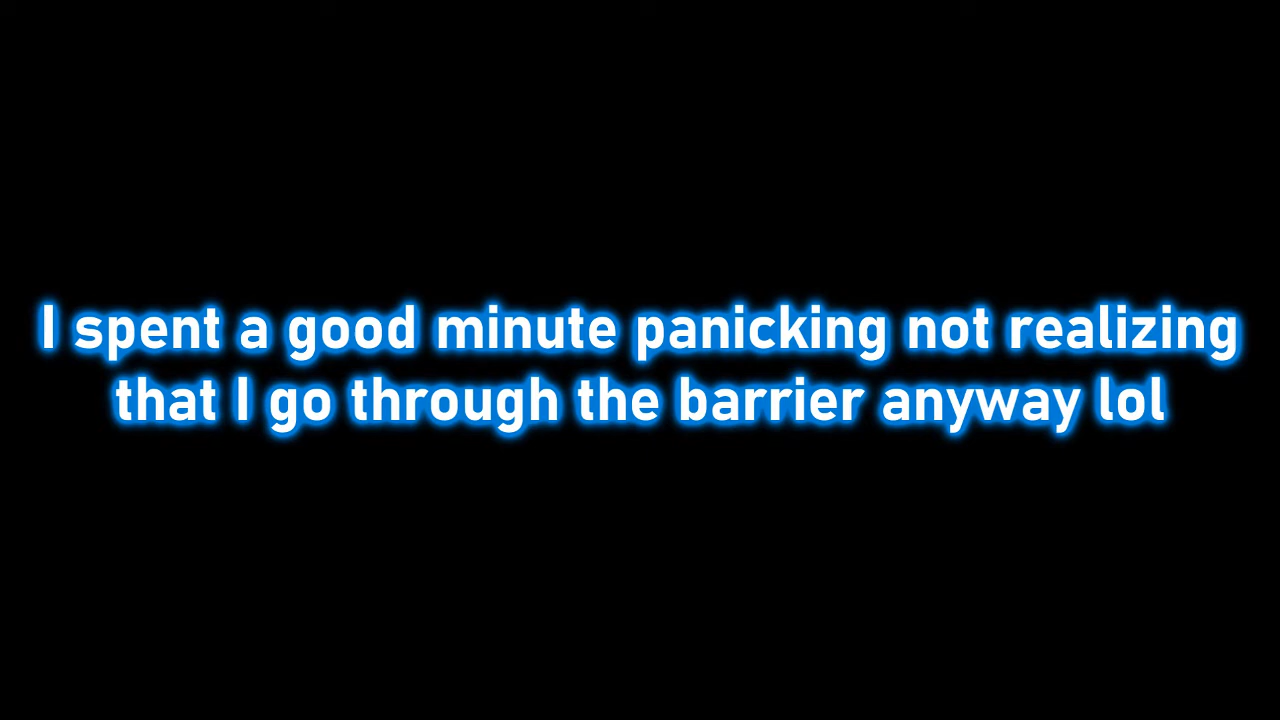 I spent a good minute panicking not realizing
that I go through the barrier anyway lol